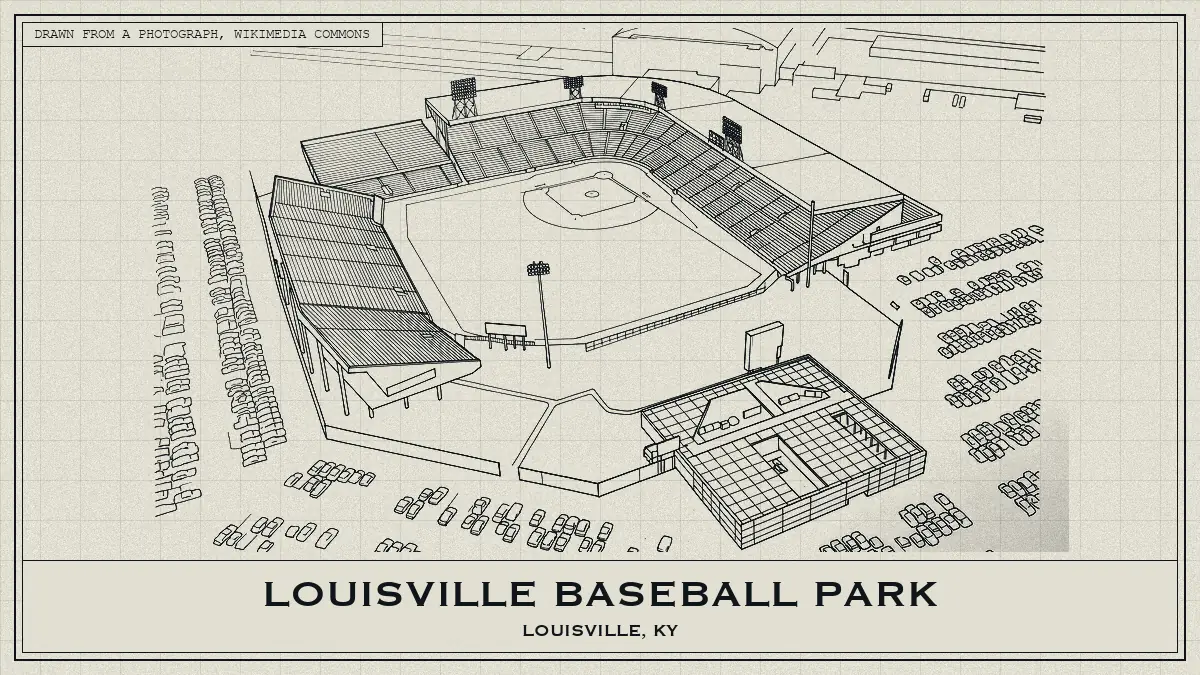 DRAWN FROM A PHOTOGRAPH, WIKIMEDIA COMMONS
LOUISVILLE BASEBALL PARK
LOUISVILLE, KY